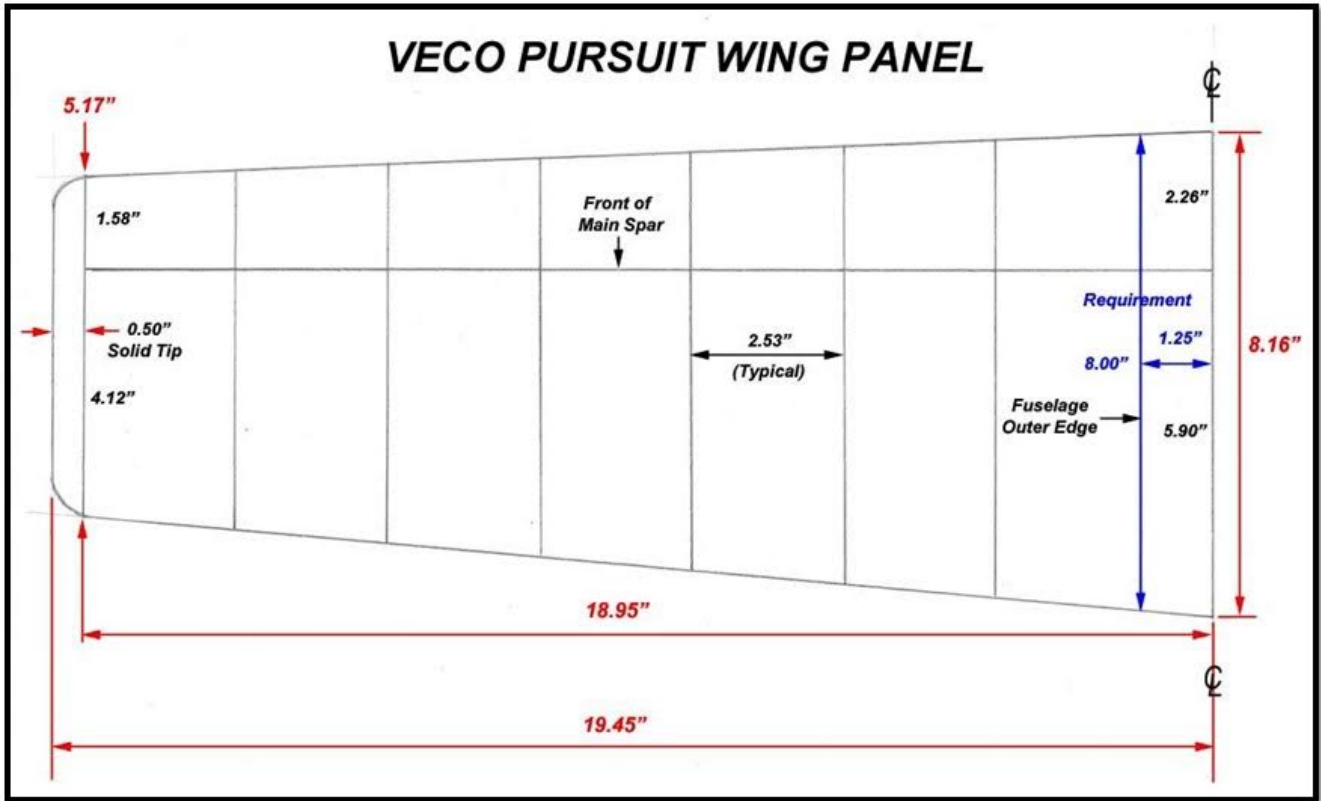 VECO PURSUIT WING PANEL
℄
5.17”
1.58”
Front of
Main Spar
2.26”
Requirement
0.50”
Solid Tip
2.53”
(Typical)
1.25”
8.00”
8.16”
4.12”
Fuselage
Outer Edge
5.90”
18.95”
℄
19.45”